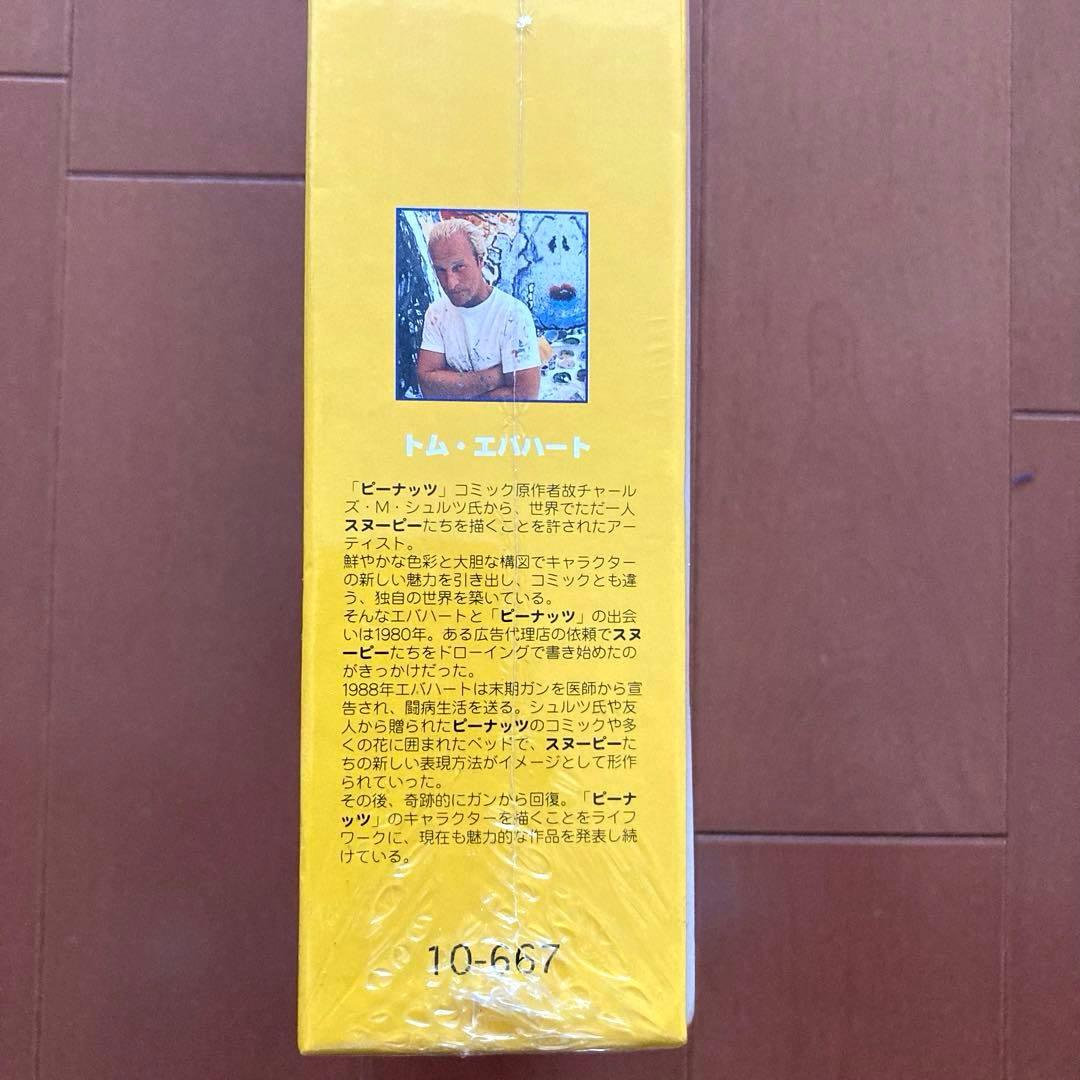 トム・エバハート
「ピーナッツ」コミック原作者故チャール
ズ・M・シュルツ氏から、世界でただ一人
スヌーピーたちを描くことを許されたアー
ティスト。
鮮やかな色彩と大胆な構図でキャラクター
の新しい魅力を引き出し、コミックとも違
う、独自の世界を築いている。
そんなエバハートと「ピーナッツ」の出会
いは1980年。ある広告代理店の依頼でスヌ
ーピーたちをドローイングで書き始めたの
がきっかけだった。
1988年エバハートは末期ガンを医師から宣
告され、闘病生活を送る。シュルツ氏や友
人から贈られたピーナッツのコミックや多
くの花に囲まれたベッドで、スヌーピーた
ちの新しい表現方法がイメージとして形作
られていった。
その後、奇跡的にガンから回復。「ピーナ
ッツ」のキャラクターを描くことをライフ
ワークに、現在も魅力的な作品を発表し続
けている。
10-667